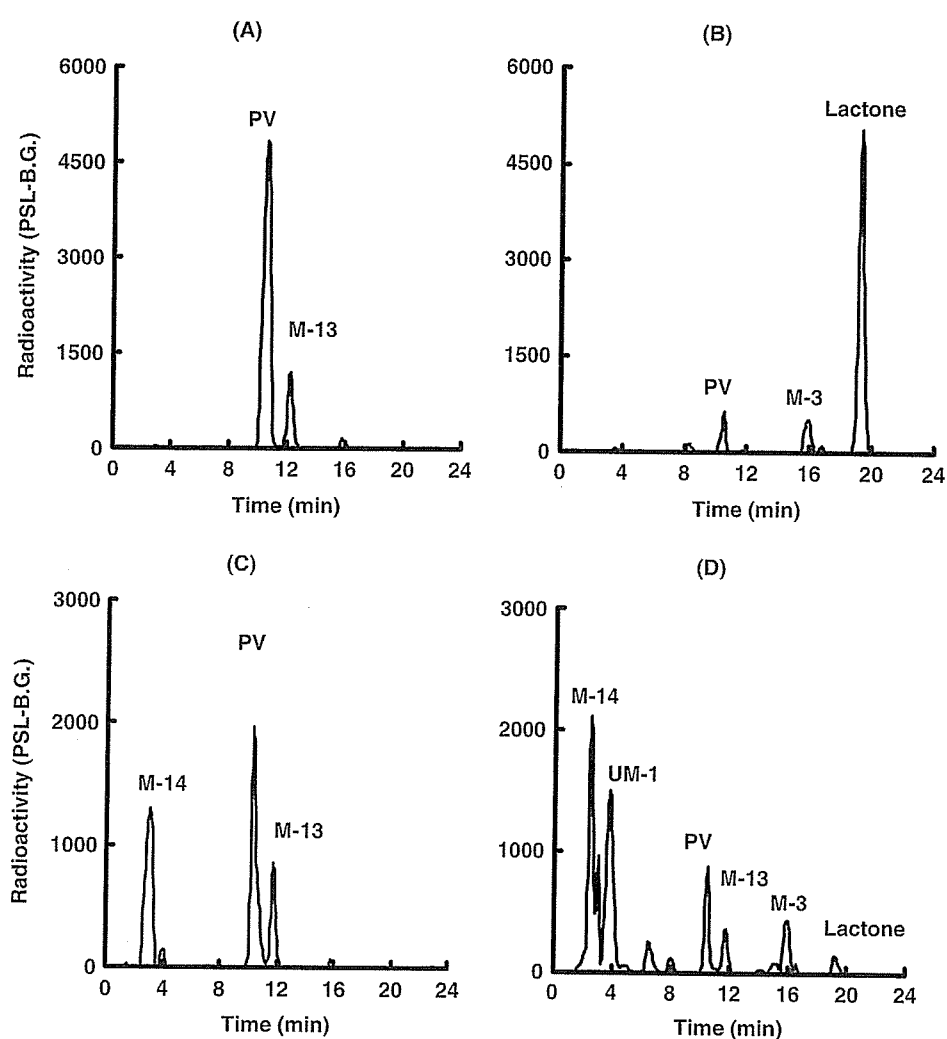 (A)
6000
4500
3000
1500
0
Radioactivity (PSL-B.G.)
PV
M-13
0 4 8 12 16 20 24
Time (min)
(B)
6000
4500
3000
1500
0
PV
M-3
Lactone
0 4 8 12 16 20 24
Time (min)
(C)
3000
2000
1000
0
Radioactivity (PSL-B.G.)
M-14
PV
M-13
0 4 8 12 16 20 24
Time (min)
(D)
3000
2000
1000
0
M-14
UM-1
PV
M-13
M-3
Lactone
0 4 8 12 16 20 24
Time (min)